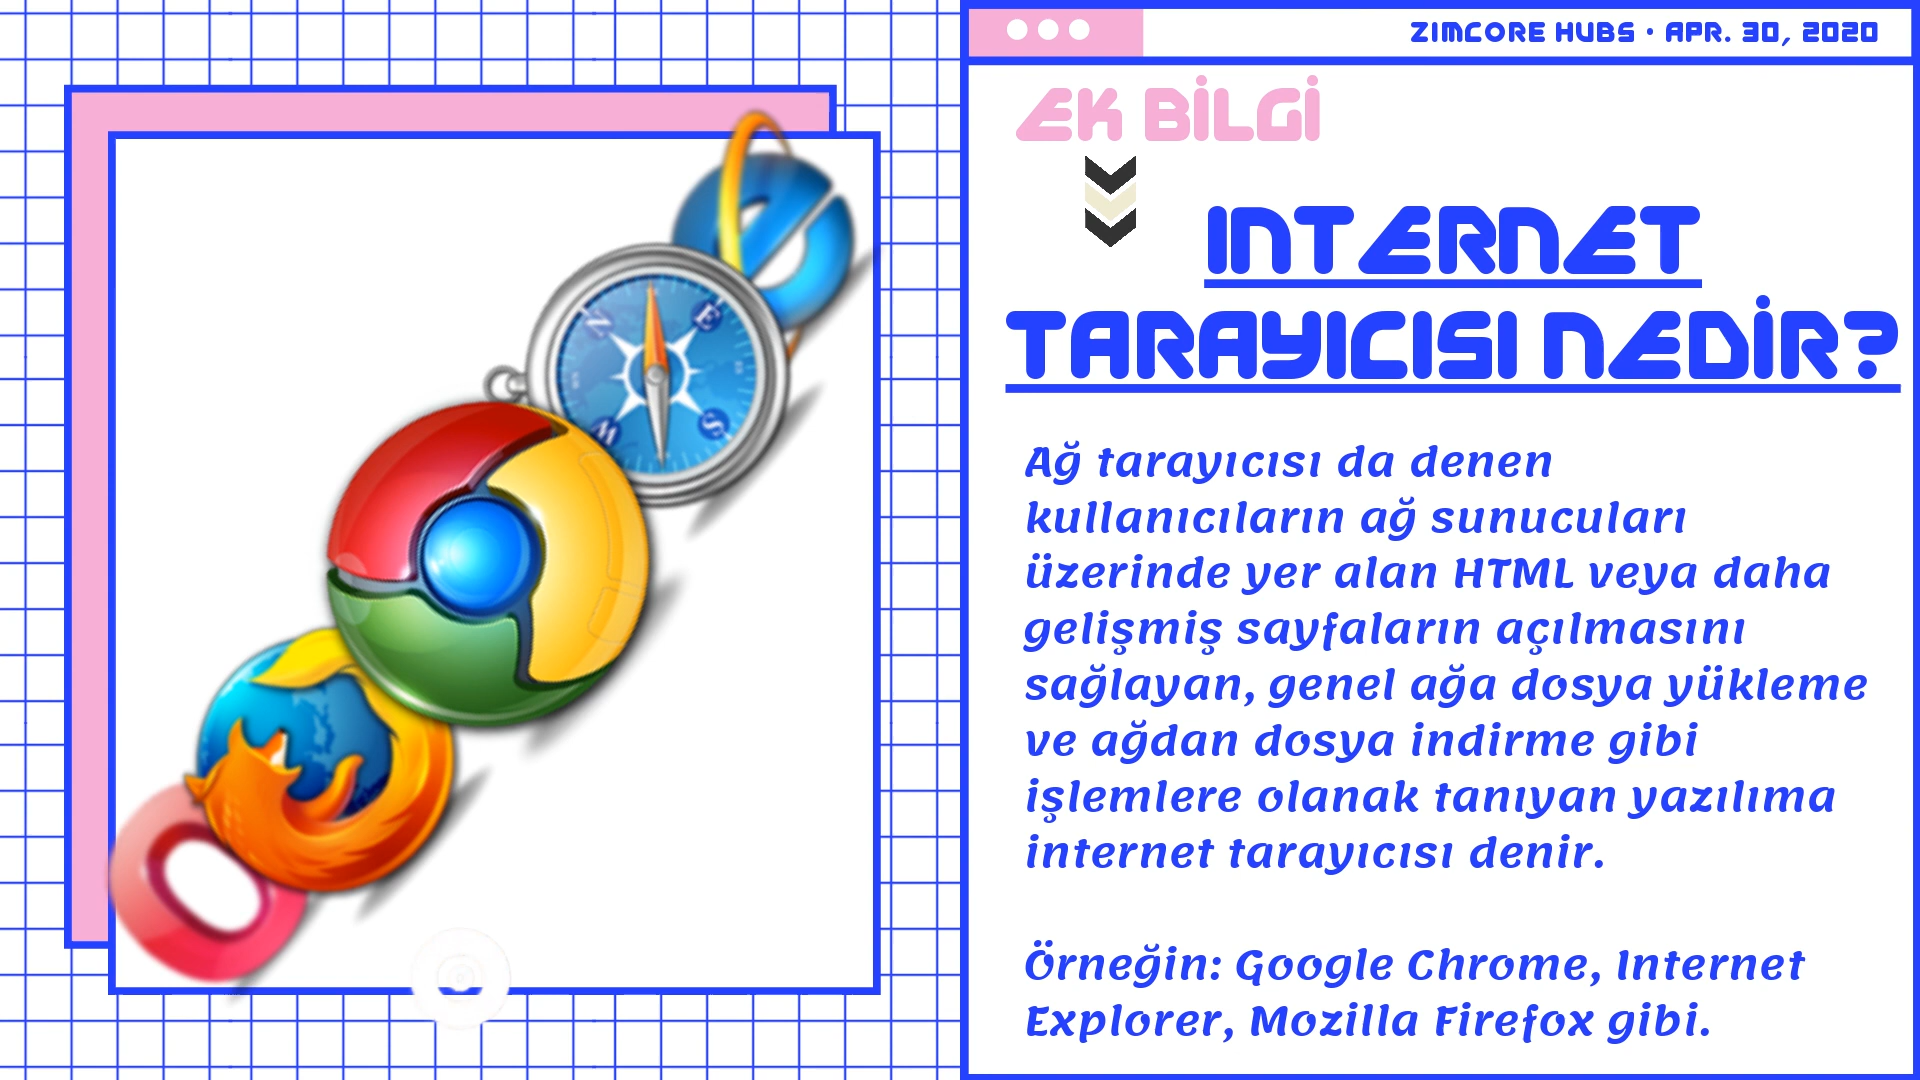 ZIMCORE HUBS • APR. 30, 2020
EK BİLGİ
INTERNET
TARAYICISI NEDİR?
Ağ tarayıcısı da denen
kullanıcıların ağ sunucuları
üzerinde yer alan HTML veya daha
gelişmiş sayfaların açılmasını
sağlayan, genel ağa dosya yükleme
ve ağdan dosya indirme gibi
işlemlere olanak tanıyan yazılıma
internet tarayıcısı denir.
Örneğin: Google Chrome, Internet
Explorer, Mozilla Firefox gibi.
N
E
W
S